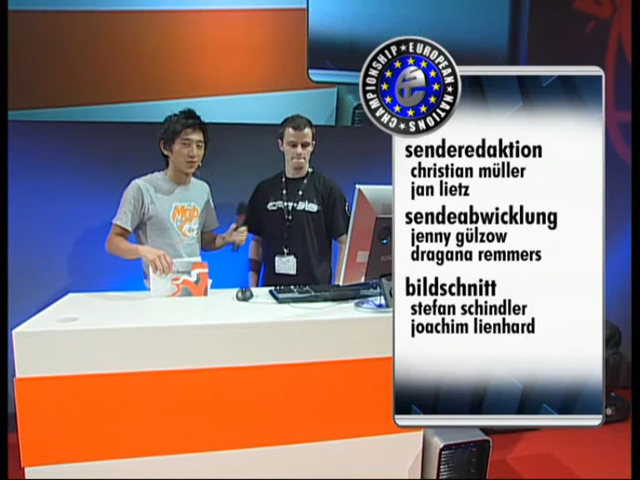 CHAMPIONSHIP ★ EUROPEAN ★ NATIONS ★
senderedaktion
christian müller
jan lietz
sendeabwicklung
jenny gülzow
dragana remmers
bildschnitt
stefan schindler
joachim lienhard